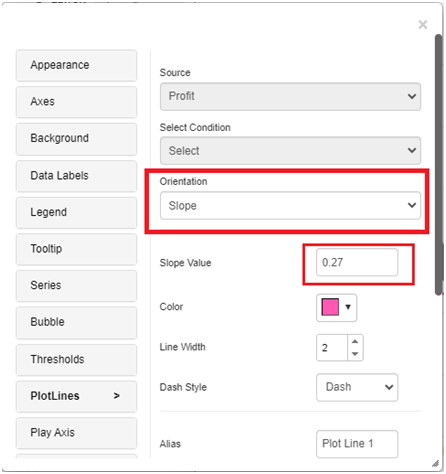 ×
Appearance
Axes
Background
Data Labels
Legend
Tooltip
Series
Bubble
Thresholds
PlotLines >
Play Axis
Source
Profit
Select Condition
Select
Orientation
Slope
Slope Value 0.27
Color
Line Width 2
Dash Style Dash
Alias Plot Line 1